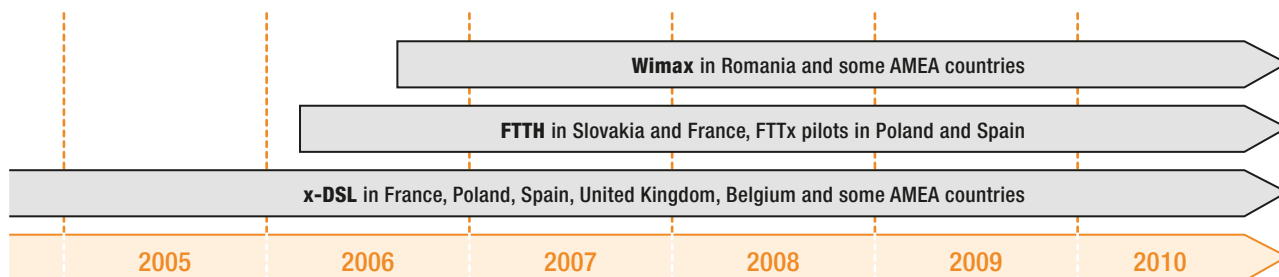 Wimax in Romania and some AMEA countries
FTTH in Slovakia and France, FTTx pilots in Poland and Spain
x-DSL in France, Poland, Spain, United Kingdom, Belgium and some AMEA countries
2005 2006 2007 2008 2009 2010